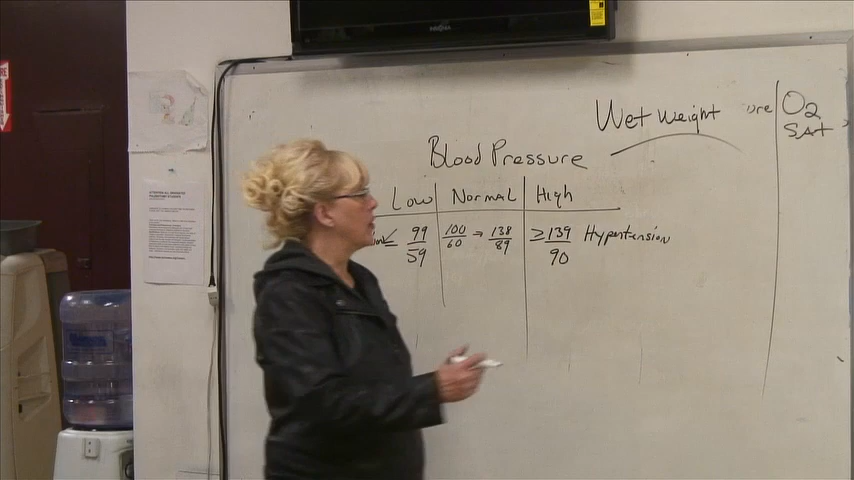 Wet Weight
O2
Sat
Blood Pressure
Low Normal High
≤ 99/59 100/60 → 138/89 ≥139/90 Hypertension